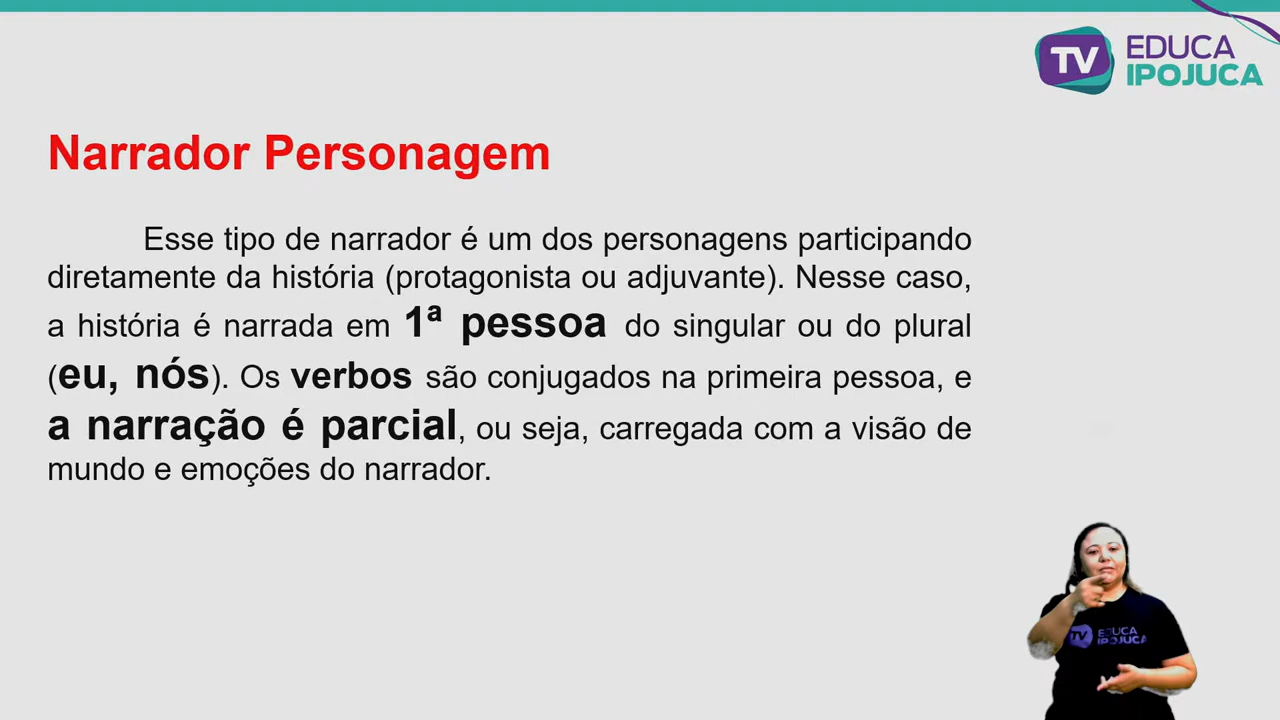 TV EDUCA
IPOJUCA
Narrador Personagem
Esse tipo de narrador é um dos personagens participando
diretamente da história (protagonista ou adjuvante). Nesse caso,
a história é narrada em 1ª pessoa do singular ou do plural
(eu, nós). Os verbos são conjugados na primeira pessoa, e
a narração é parcial, ou seja, carregada com a visão de
mundo e emoções do narrador.
TV EDUCA
IPOJUCA